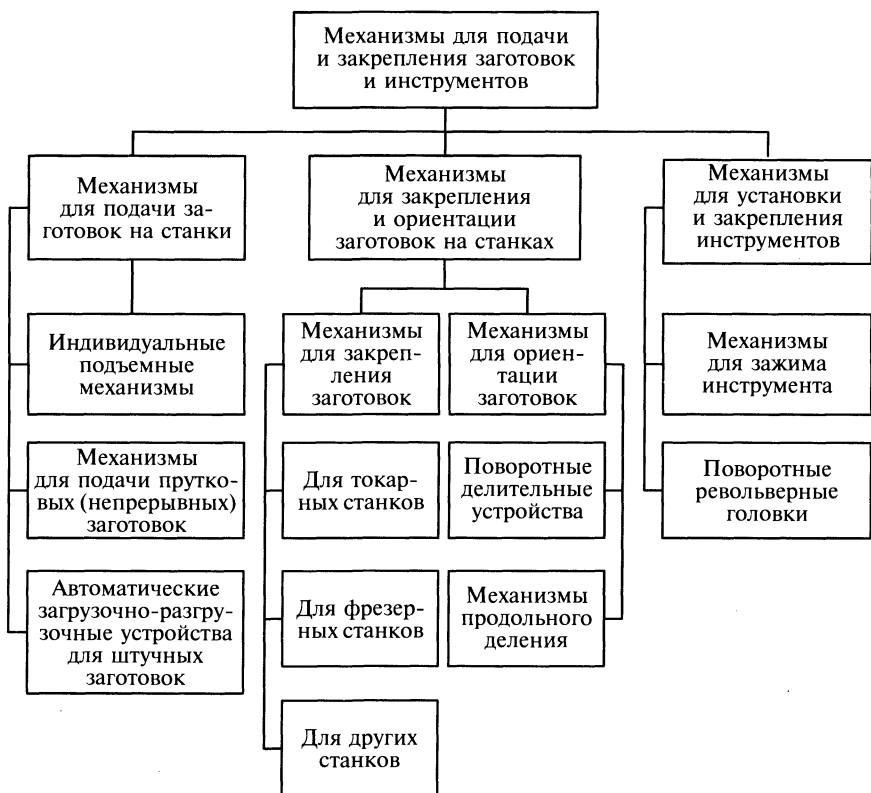 Механизмы для подачи
и закрепления заготовок
и инструментов
Механизмы
для подачи за-
готовок на станки
Механизмы
для закрепления
и ориентации
заготовок на станках
Механизмы
для установки
и закрепления
инструментов
Индивидуальные
подъемные
механизмы
Механизмы
для подачи прутко-
вых (непрерывных)
заготовок
Автоматические
загрузочно-разгру-
зочные устройства
для штучных
заготовок
Механизмы
для закреп-
ления
заготовок
Для токар-
ных станков
Для фрезер-
ных станков
Для других
станков
Механизмы
для ориен-
тации
заготовок
Поворотные
делительные
устройства
Механизмы
продольного
деления
Механизмы
для зажима
инструмента
Поворотные
револьверные
головки